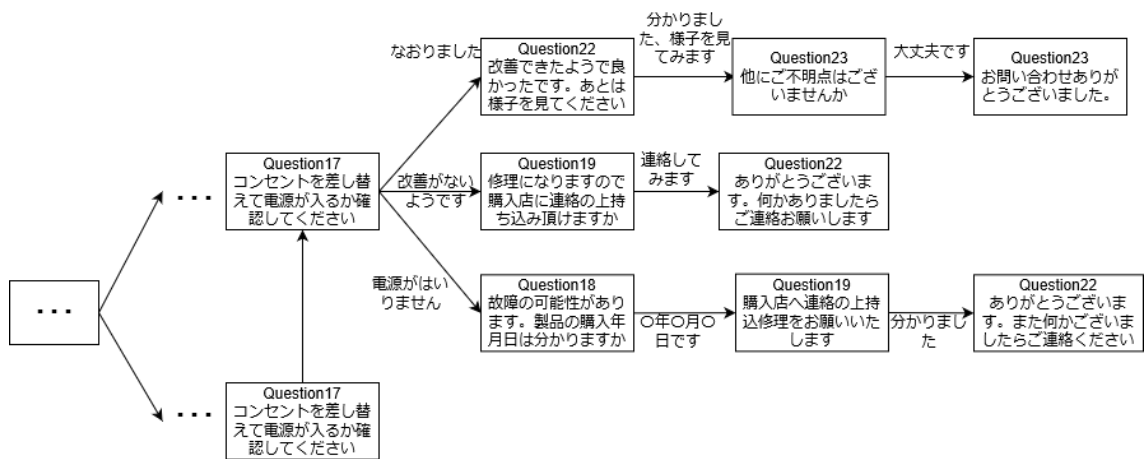 なおりました
Question22
改善できたようで良
かったです。あとは
様子を見てください
分かりまし
た、様子を見
てみます
Question23
他にご不明点はござ
いませんか
大丈夫です
Question23
お問い合わせありが
とうございました。
・・・
Question17
コンセントを差し替
えて電源が入るか確
認してください
改善がない
ようです
Question19
修理になりますので
購入店に連絡の上持
ち込み頂けますか
連絡して
みます
Question22
ありがとうございま
す。何かありましたら
ご連絡お願いします
・・・
電源がはい
りません
Question18
故障の可能性があり
ます。製品の購入年
月日は分かりますか
〇年〇月〇
日です
Question19
購入店へ連絡の上持
込修理をお願いいた
します
分かりまし
た
Question22
ありがとうございま
す。また何かございま
したらご連絡ください
・・・
Question17
コンセントを差し替
えて電源が入るか確
認してください